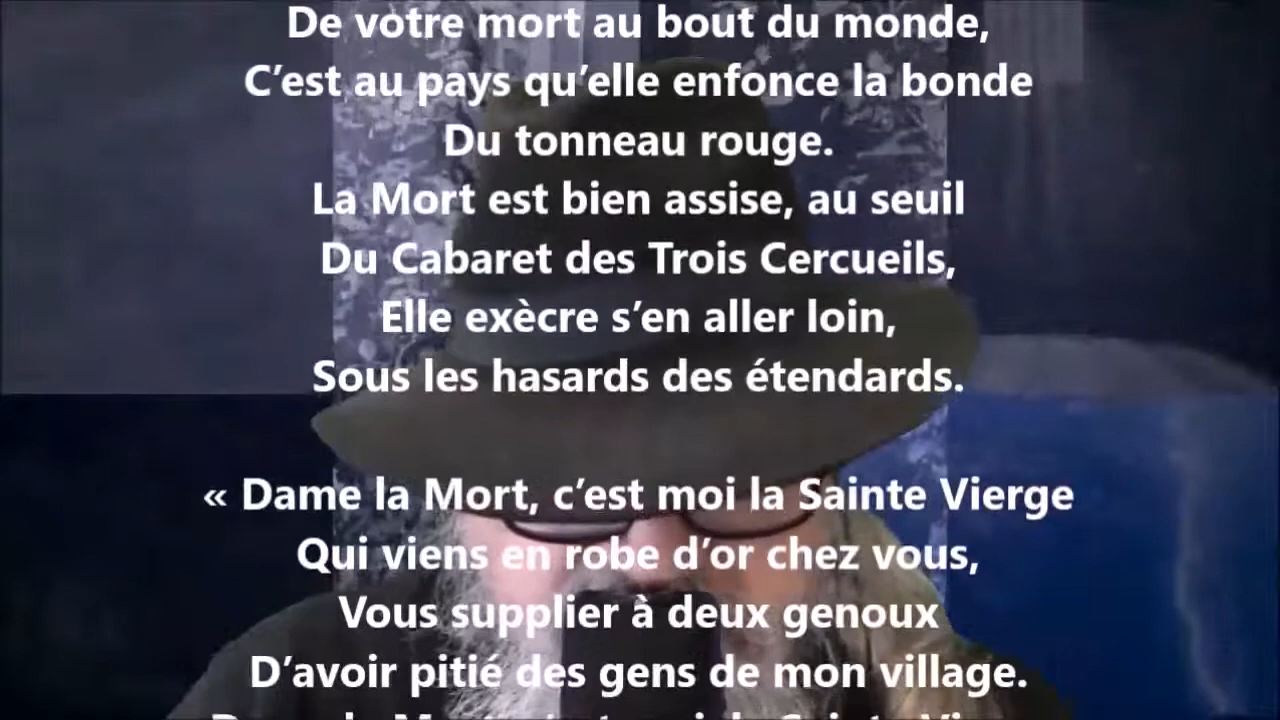 De votre mort au bout du monde,
C’est au pays qu’elle enfonce la bonde
Du tonneau rouge.
La Mort est bien assise, au seuil
Du Cabaret des Trois Cercueils,
Elle exècre s’en aller loin,
Sous les hasards des étendards.
« Dame la Mort, c’est moi la Sainte Vierge
Qui viens en robe d’or chez vous,
Vous supplier à deux genoux
D’avoir pitié des gens de mon village.